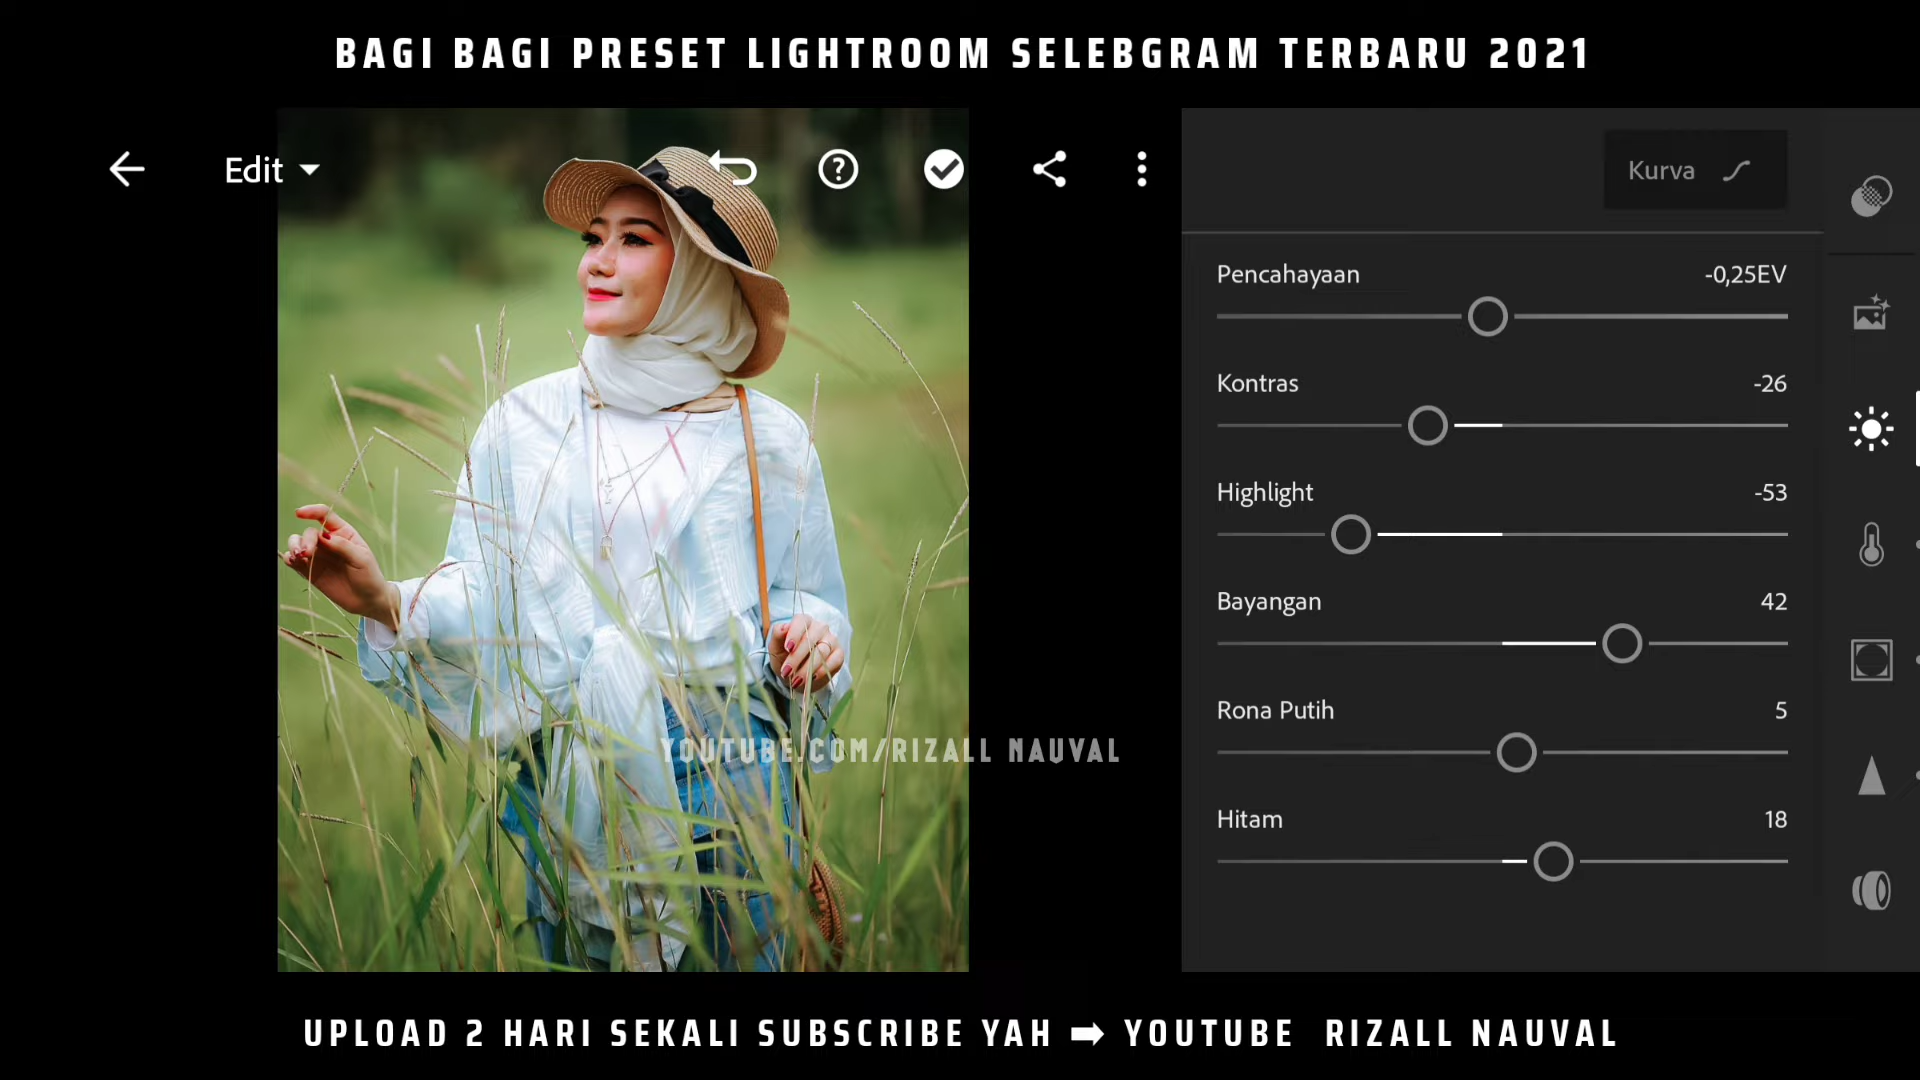 BAGI BAGI PRESET LIGHTROOM SELEBGRAM TERBARU 2021
Edit
Kurva
Pencahayaan -0,25EV
Kontras -26
Highlight -53
Bayangan 42
Rona Putih 5
Hitam 18
YOUTUBE.COM/RIZALL NAUVAL
UPLOAD 2 HARI SEKALI SUBSCRIBE YAH ➡ YOUTUBE RIZALL NAUVAL